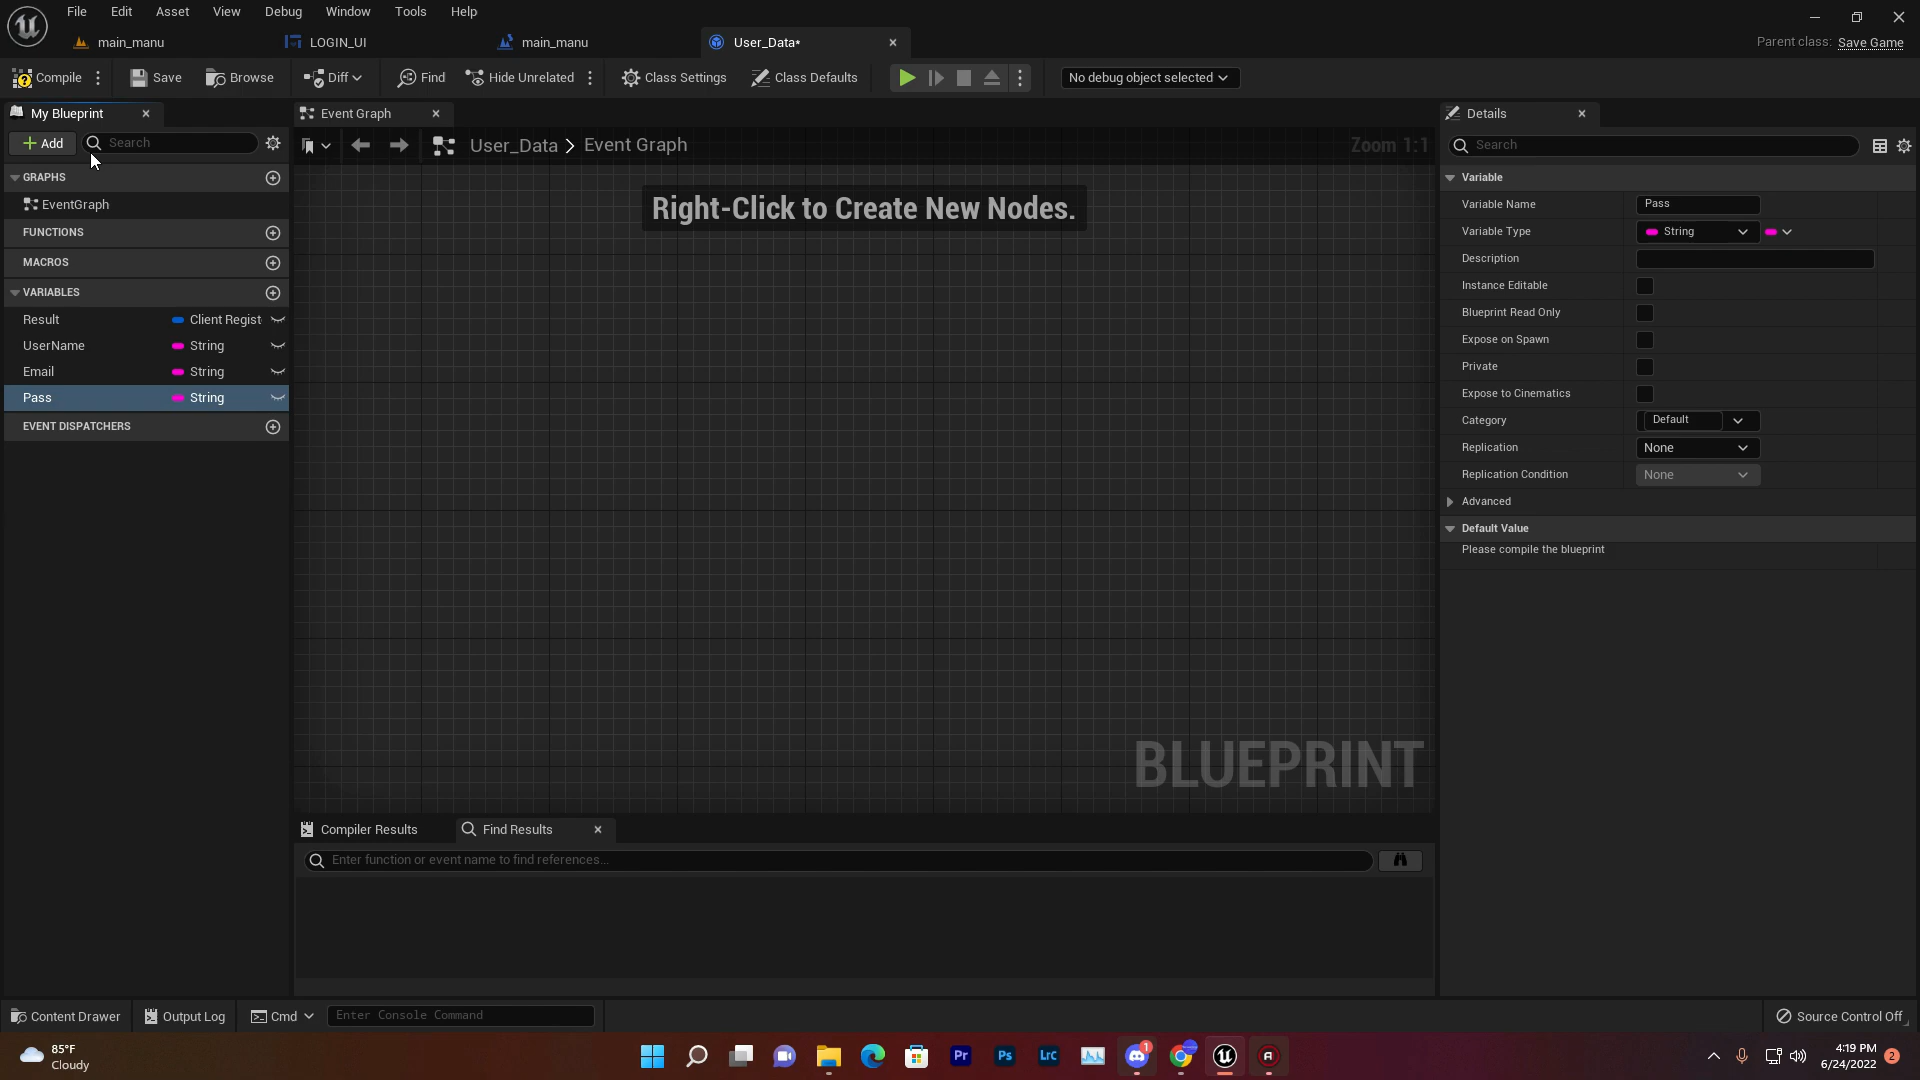 File Edit Asset View Debug Window Tools Help
main_manu LOGIN_UI main_manu User_Data*
Parent class: Save Game
Compile Save Browse Diff Find Hide Unrelated Class Settings Class Defaults No debug object selected
My Blueprint
Add Search
GRAPHS
EventGraph
FUNCTIONS
MACROS
VARIABLES
Result Client Regist
UserName String
Email String
Pass String
EVENT DISPATCHERS
Event Graph
User_Data > Event Graph Zoom 1:1
Right-Click to Create New Nodes.
BLUEPRINT
Compiler Results Find Results
Enter function or event name to find references...
Details
Search
Variable
Variable Name Pass
Variable Type String
Description
Instance Editable
Blueprint Read Only
Expose on Spawn
Private
Expose to Cinematics
Category Default
Replication None
Replication Condition None
Advanced
Default Value
Please compile the blueprint
Content Drawer Output Log Cmd Enter Console Command Source Control Off
85°F
Cloudy
Pr Ps LrC 1
4:19 PM
6/24/2022 2